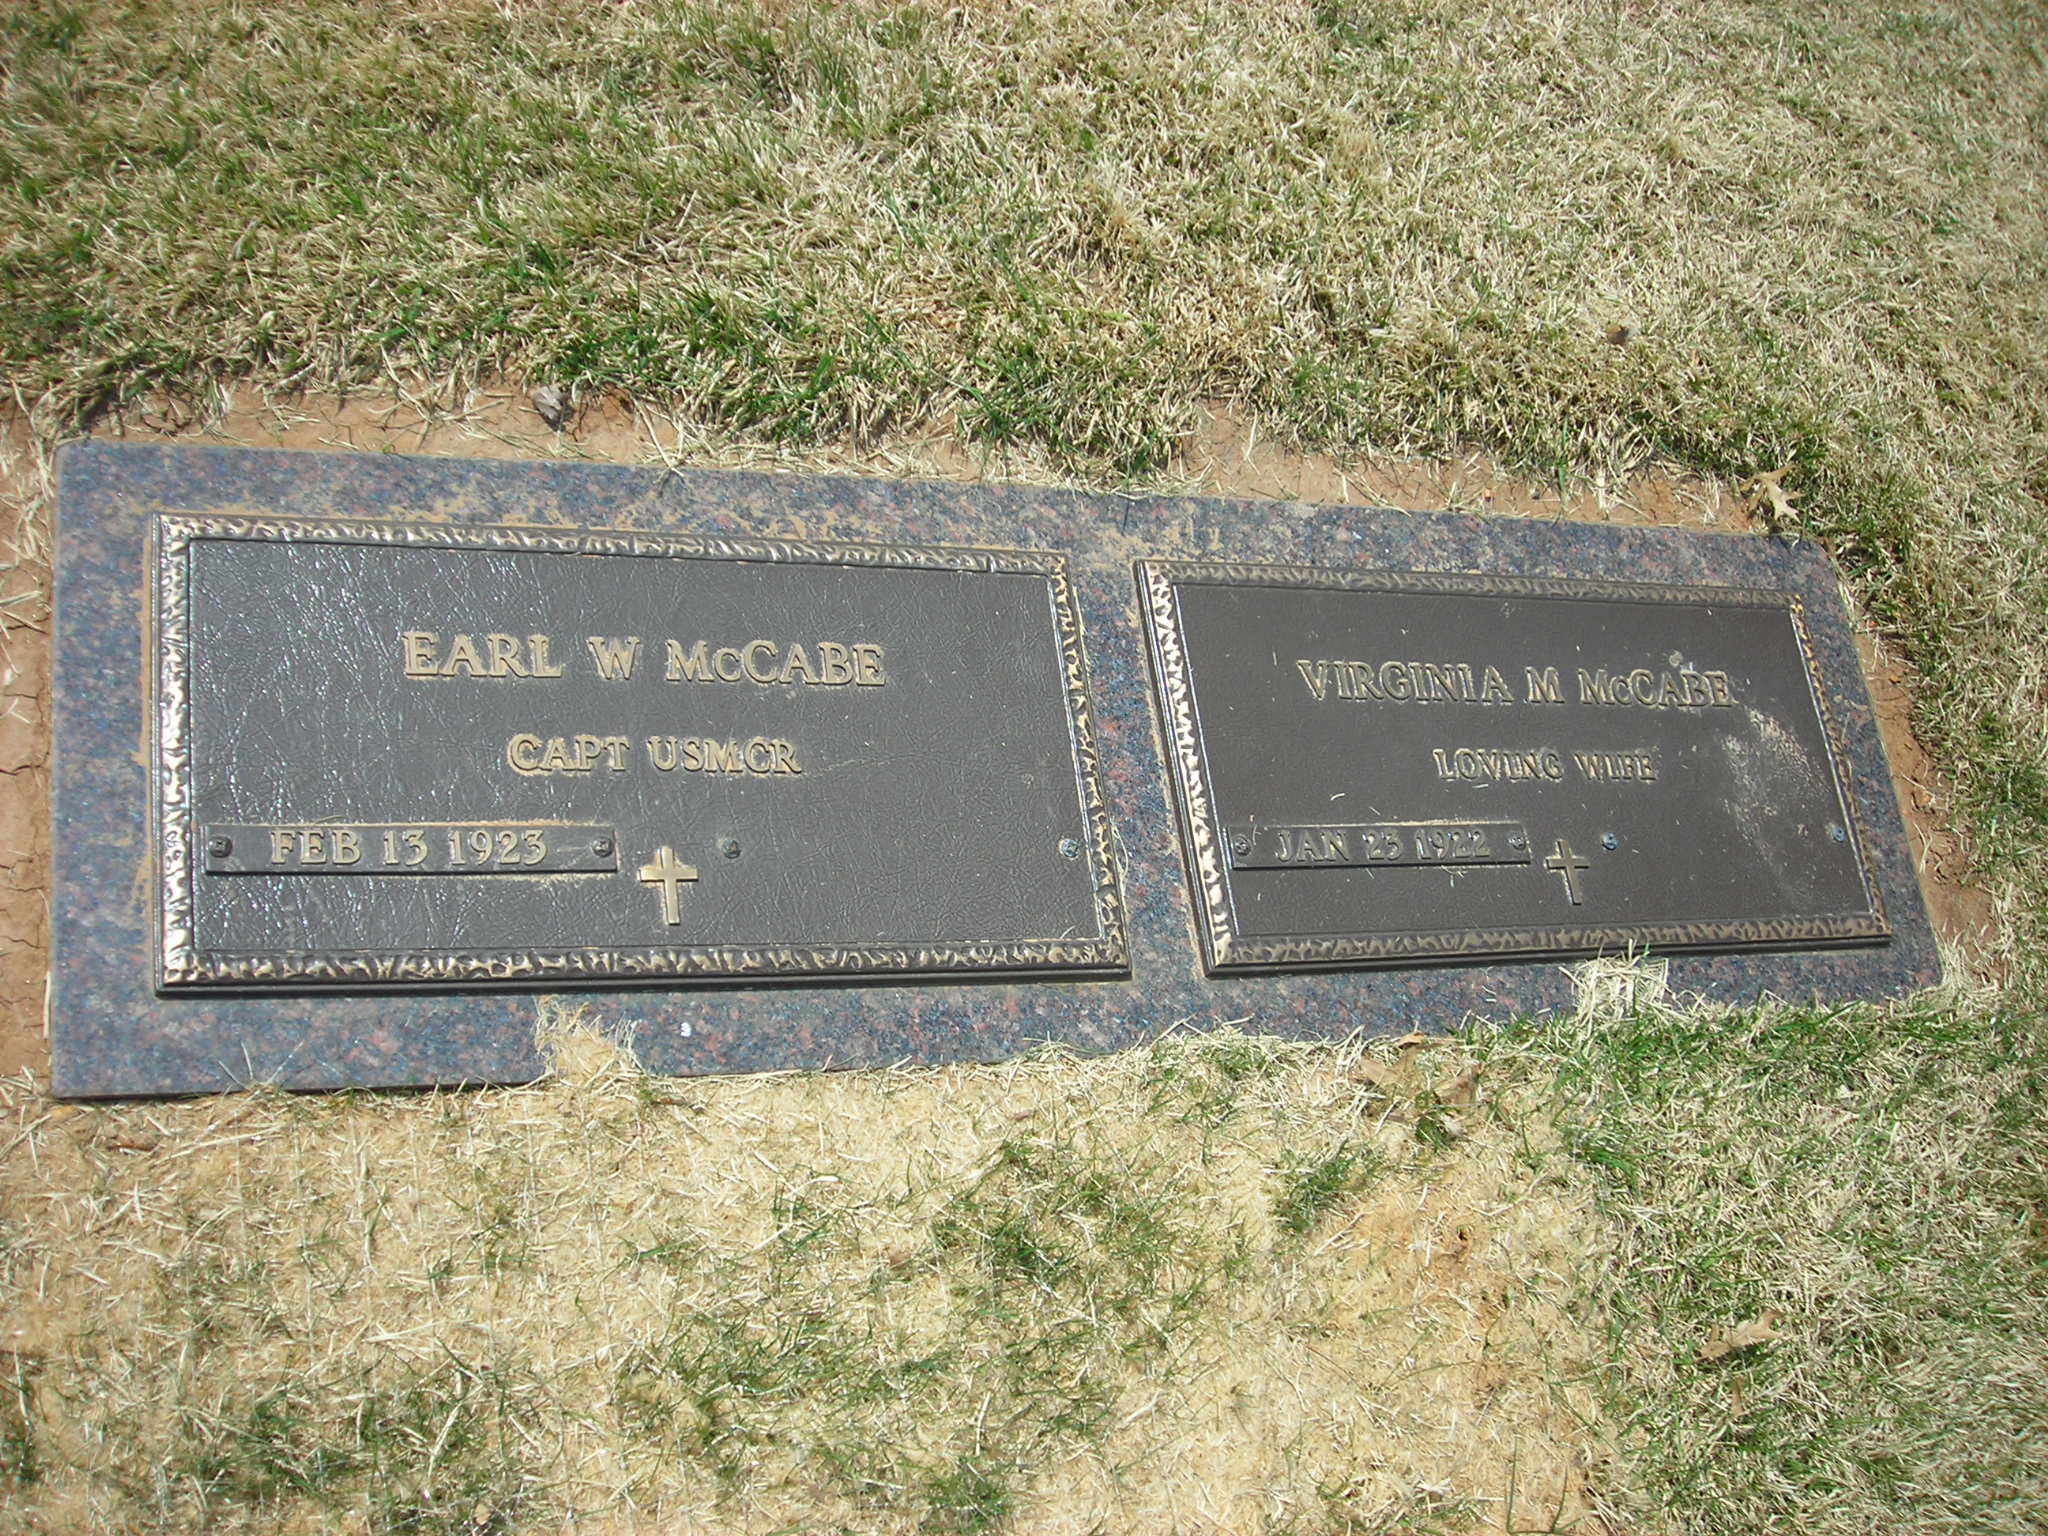 EARL W McCABE
CAPT USMCR
FEB 13 1923
VIRGINIA M McCABE
LOVING WIFE
JAN 23 1922